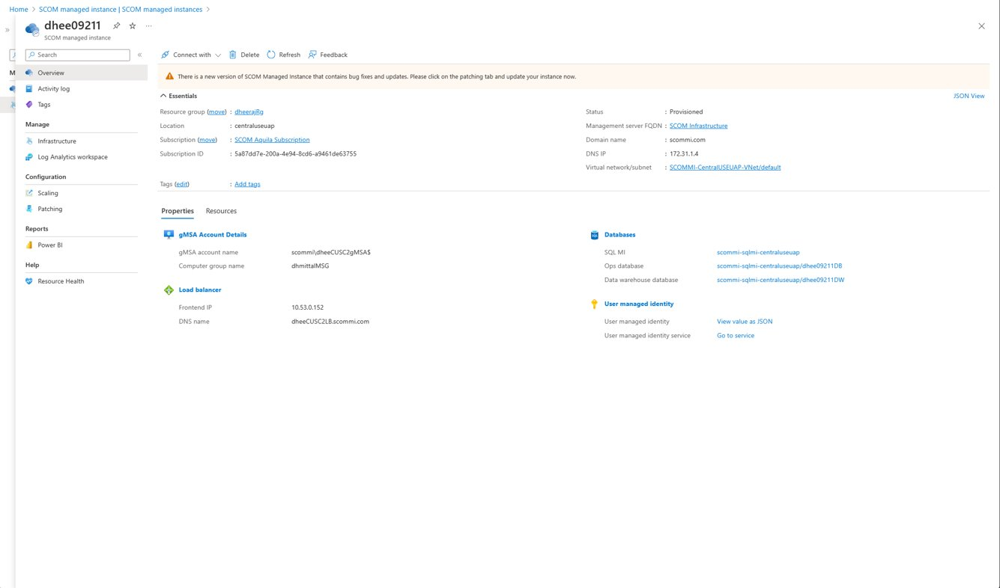 Home > SCOM managed instance | SCOM managed instances >
dhee09211
SCOM managed instance
Search
Connect with
Delete
Refresh
Feedback
Overview
Activity log
Tags
Manage
Infrastructure
Log Analytics workspace
Configuration
Scaling
Patching
Reports
Power BI
Help
Resource Health
There is a new version of SCOM Managed Instance that contains bug fixes and updates. Please click on the patching tab and update your instance now.
Essentials
JSON View
Resource group (move) : dheerajRg
Location : centraluseuap
Subscription (move) : SCOM Aquila Subscription
Subscription ID : 5a87dd7e-200a-4e94-8cd6-a9461de63755
Tags (edit) : Add tags
Status : Provisioned
Management server FQDN : SCOM Infrastructure
Domain name : scommi.com
DNS IP : 172.31.1.4
Virtual network/subnet : SCOMMI-CentralUSEUAP-VNet/default
Properties
Resources
gMSA Account Details
gMSA account name scommi\dheeCUSC2gMSA$
Computer group name dhmittalMSG
Load balancer
Frontend IP 10.53.0.152
DNS name dheeCUSC2LB.scommi.com
Databases
SQL MI scommi-sqlmi-centraluseuap
Ops database scommi-sqlmi-centraluseuap/dhee09211DB
Data warehouse database scommi-sqlmi-centraluseuap/dhee09211DW
User managed identity
User managed identity View value as JSON
User managed identity service Go to service